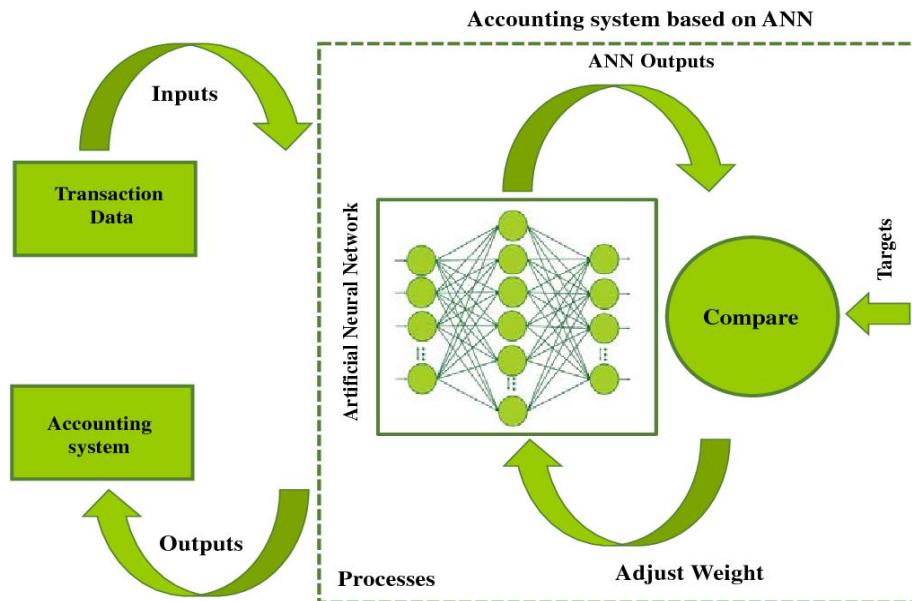 Accounting system based on ANN
ANN Outputs
Inputs
Transaction
Data
Artificial Neural Network
Targets
Compare
Accounting
system
Outputs
Adjust Weight
Processes